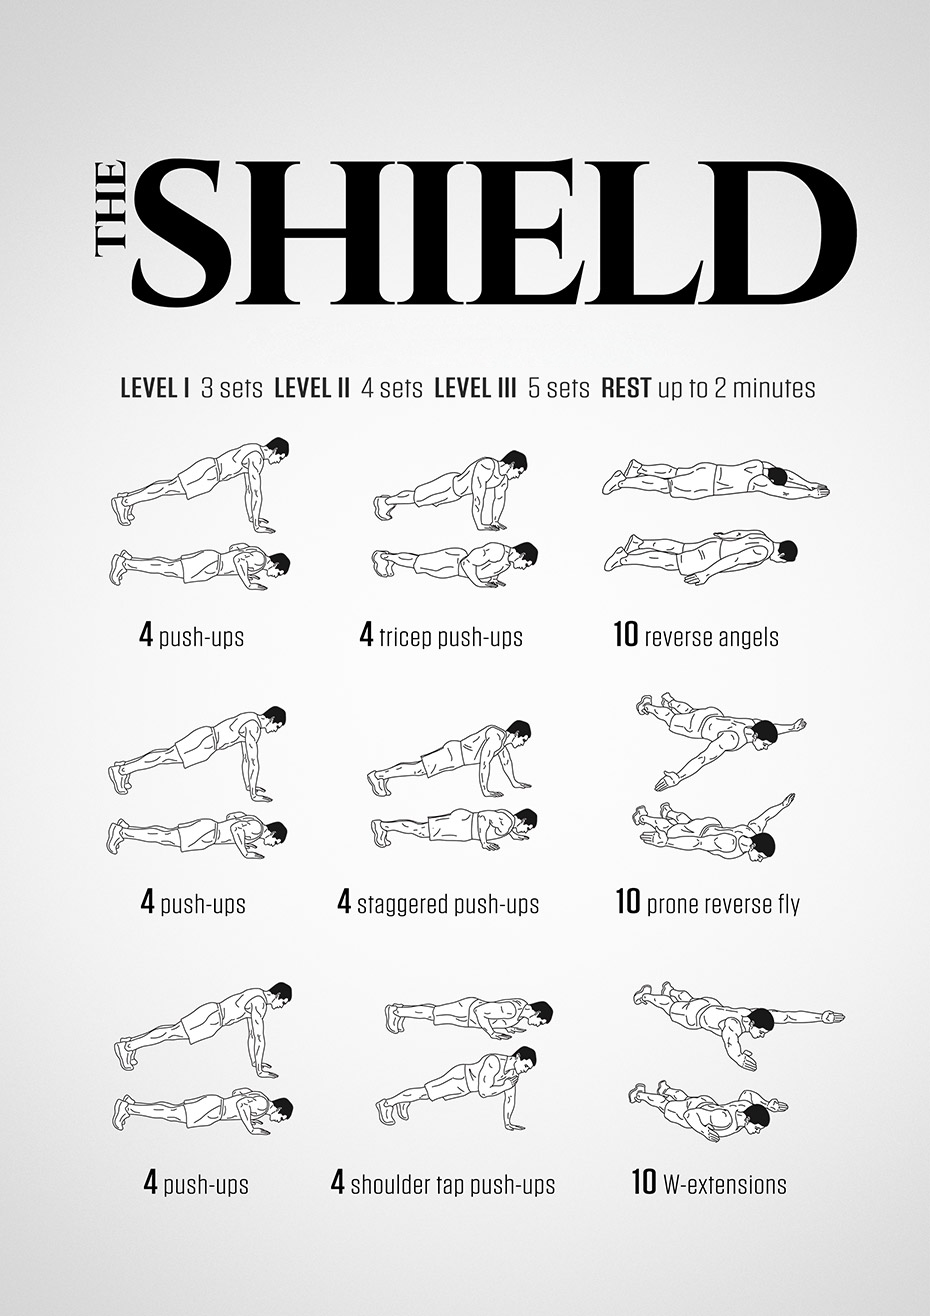 THE SHIELD
LEVEL I 3 sets LEVEL II 4 sets LEVEL III 5 sets REST up to 2 minutes
4 push-ups
4 tricep push-ups
10 reverse angels
4 push-ups
4 staggered push-ups
10 prone reverse fly
4 push-ups
4 shoulder tap push-ups
10 W-extensions